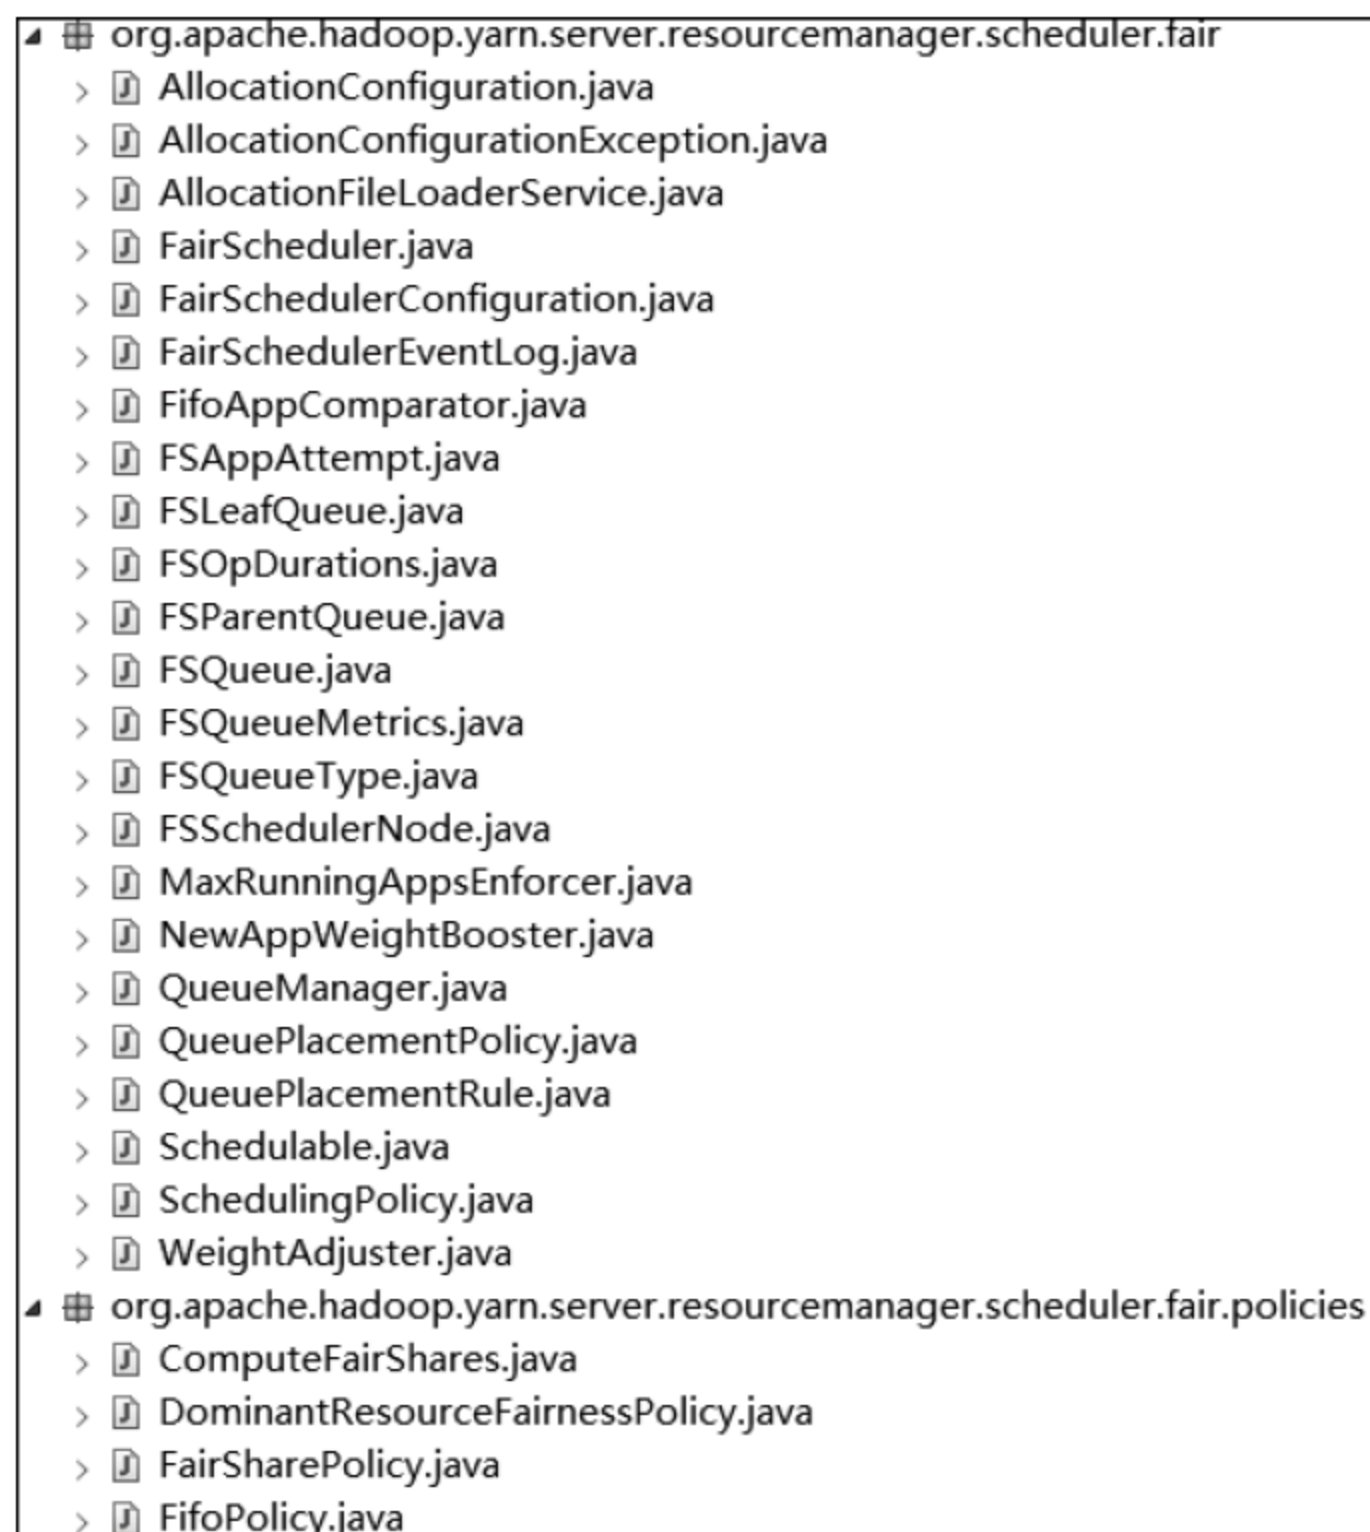 org.apache.hadoop.yarn.server.resourcemanager.scheduler.fair
AllocationConfiguration.java
AllocationConfigurationException.java
AllocationFileLoaderService.java
FairScheduler.java
FairSchedulerConfiguration.java
FairSchedulerEventLog.java
FifoAppComparator.java
FSAppAttempt.java
FSLeafQueue.java
FSOpDurations.java
FSParentQueue.java
FSQueue.java
FSQueueMetrics.java
FSQueueType.java
FSSchedulerNode.java
MaxRunningAppsEnforcer.java
NewAppWeightBooster.java
QueueManager.java
QueuePlacementPolicy.java
QueuePlacementRule.java
Schedulable.java
SchedulingPolicy.java
WeightAdjuster.java
org.apache.hadoop.yarn.server.resourcemanager.scheduler.fair.policies
ComputeFairShares.java
DominantResourceFairnessPolicy.java
FairSharePolicy.java
FifoPolicy.java